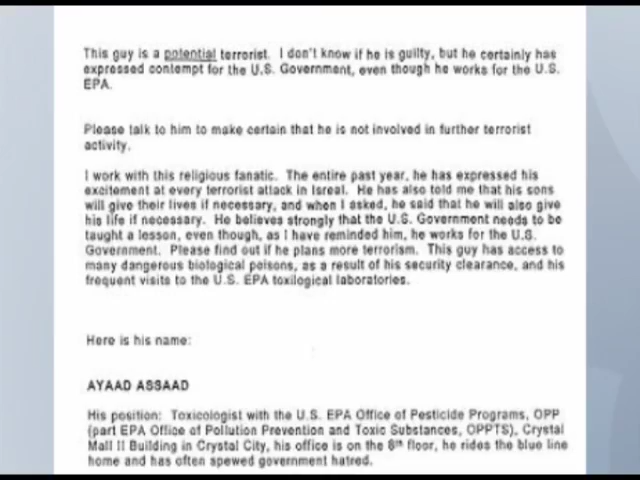 This guy is a potential terrorist. I don't know if he is guilty, but he certainly has
expressed contempt for the U.S. Government, even though he works for the U.S.
EPA.
Please talk to him to make certain that he is not involved in further terrorist
activity.
I work with this religious fanatic. The entire past year, he has expressed his
excitement at every terrorist attack in Isreal. He has also told me that his sons
will give their lives if necessary, and when I asked, he said that he will also give
his life if necessary. He believes strongly that the U.S. Government needs to be
taught a lesson, even though, as I have reminded him, he works for the U.S.
Government. Please find out if he plans more terrorism. This guy has access to
many dangerous biological poisons, as a result of his security clearance, and his
frequent visits to the U.S. EPA toxilogical laboratories.
Here is his name:
AYAAD ASSAAD
His position: Toxicologist with the U.S. EPA Office of Pesticide Programs, OPP
(part EPA Office of Pollution Prevention and Toxic Substances, OPPTS), Crystal
Mall II Building in Crystal City, his office is on the 8th floor, he rides the blue line
home and has often spewed government hatred.